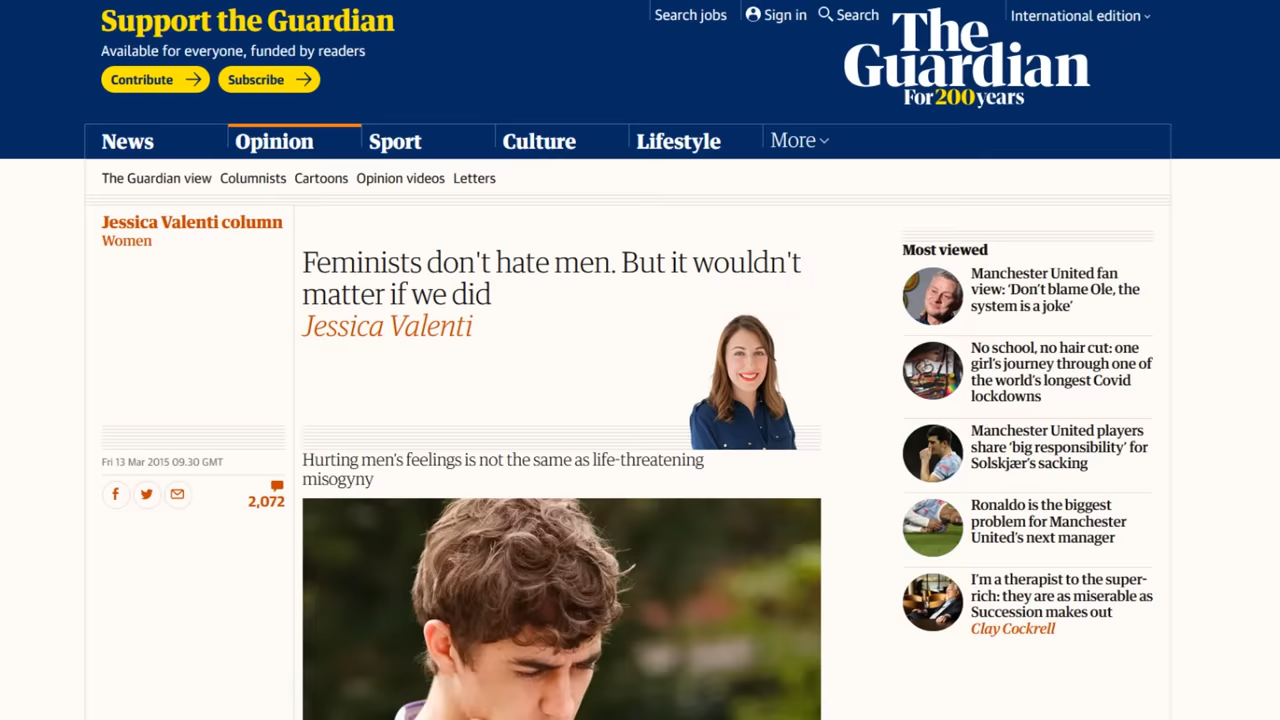 Support the Guardian
Available for everyone, funded by readers
Contribute
Subscribe
Search jobs
Sign in
Search
International edition
The
Guardian
For200years
News
Opinion
Sport
Culture
Lifestyle
More
The Guardian view
Columnists
Cartoons
Opinion videos
Letters
Jessica Valenti column
Women
Feminists don't hate men. But it wouldn't
matter if we did
Jessica Valenti
Fri 13 Mar 2015 09.30 GMT
2,072
Hurting men's feelings is not the same as life-threatening
misogyny
Most viewed
Manchester United fan
view: ‘Don’t blame Ole, the
system is a joke’
No school, no hair cut: one
girl’s journey through one of
the world’s longest Covid
lockdowns
Manchester United players
share ‘big responsibility’ for
Solskjær’s sacking
Ronaldo is the biggest
problem for Manchester
United’s next manager
I’m a therapist to the super-
rich: they are as miserable as
Succession makes out
Clay Cockrell